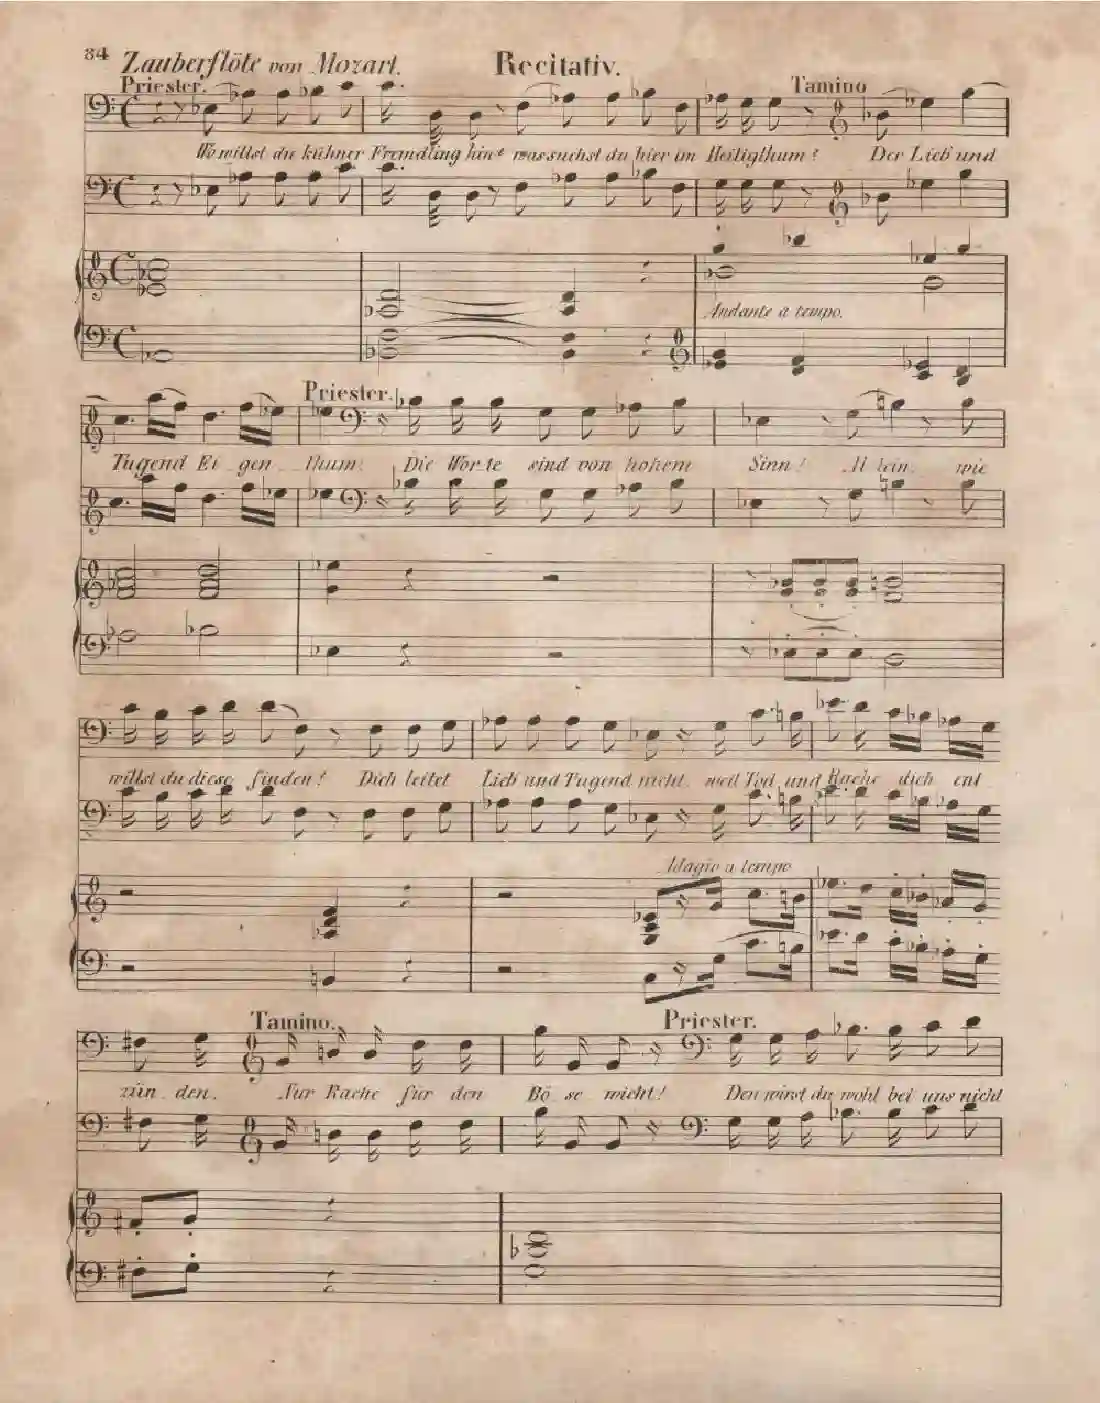 84
Zauberflöte von Mozart.
Recitativ.
Priester.
Tamino
Wo willst du kühner Fremdling hin? was suchst du hier im Heiligthum? Der Lieb' und
Andante a tempo.
Priester.
Tugend Ei - gen - thum. Die Wor te sind von hohem Sinn! Al lein, wie
willst du diese finden? Dich leitet Lieb' und Tugend nicht, weil Tod und Rache dich ent
Adagio a tempo
Tamino.
Priester.
zün - den. Nur Rache für den Bö - se wicht! Den wirst du wohl bei uns nicht